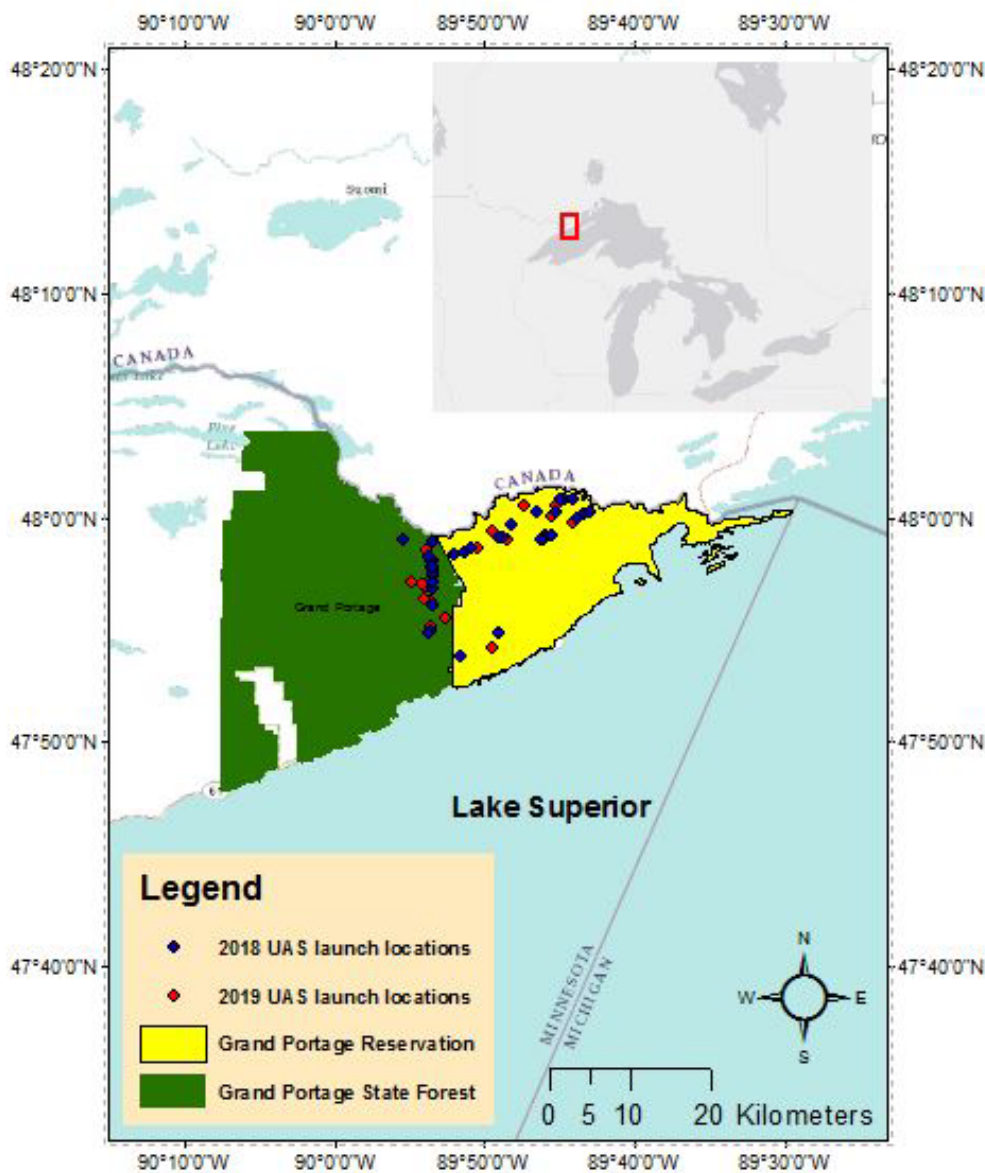 90°10'0"W 90°0'0"W 89°50'0"W 89°40'0"W 89°30'0"W
48°20'0"N 48°20'0"N
Suomi
48°10'0"N 48°10'0"N
CANADA
Pine
Lake
CANADA
48°0'0"N 48°0'0"N
Grand Portage
47°50'0"N 47°50'0"N
6
Lake Superior
Legend
2018 UAS launch locations
2019 UAS launch locations
Grand Portage Reservation
Grand Portage State Forest
47°40'0"N 47°40'0"N
MINNESOTA
MICHIGAN
N
W E
S
0 5 10 20 Kilometers
90°10'0"W 90°0'0"W 89°50'0"W 89°40'0"W 89°30'0"W